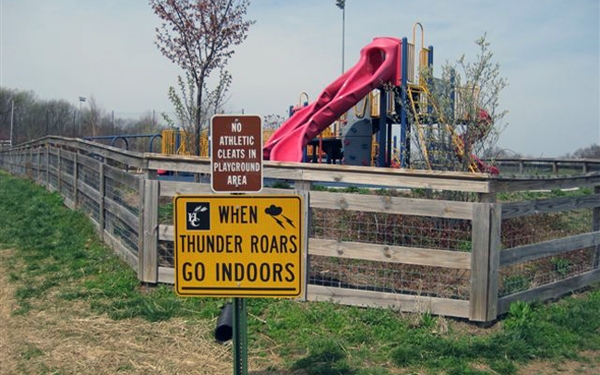 NO
ATHLETIC
CLEATS IN
PLAYGROUND
AREA
WHEN
THUNDER ROARS
GO INDOORS